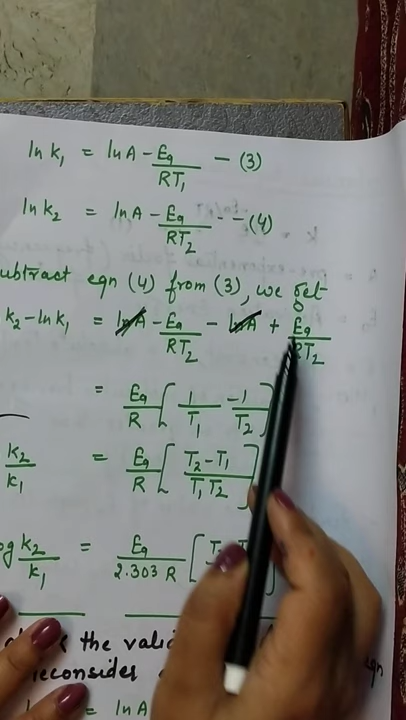 ln k₁ = ln A - Ea/RT₁ - (3)
ln k₂ = ln A - Ea/RT₂ -- (4)
ubtract eqn (4) from (3), we get
k₂ - ln k₁ = ln A - Ea/RT₂ - ln A + Ea/RT₂
= Ea/R [ 1/T₁ - 1/T₂ ]
k₂/k₁ = Ea/R [ T₂-T₁/T₁T₂ ]
og k₂/k₁ = Ea/2.303 R [
the vali
reconsider eqn
= ln A